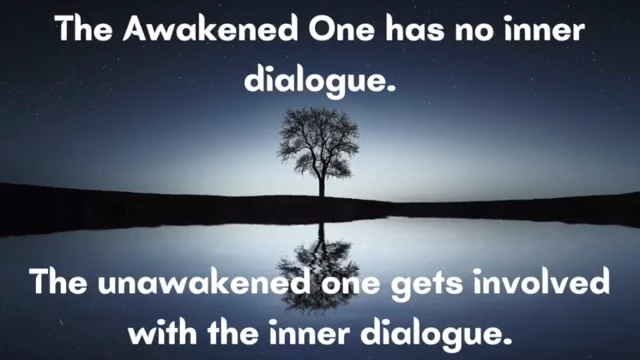 The Awakened One has no inner
dialogue.
The unawakened one gets involved
with the inner dialogue.